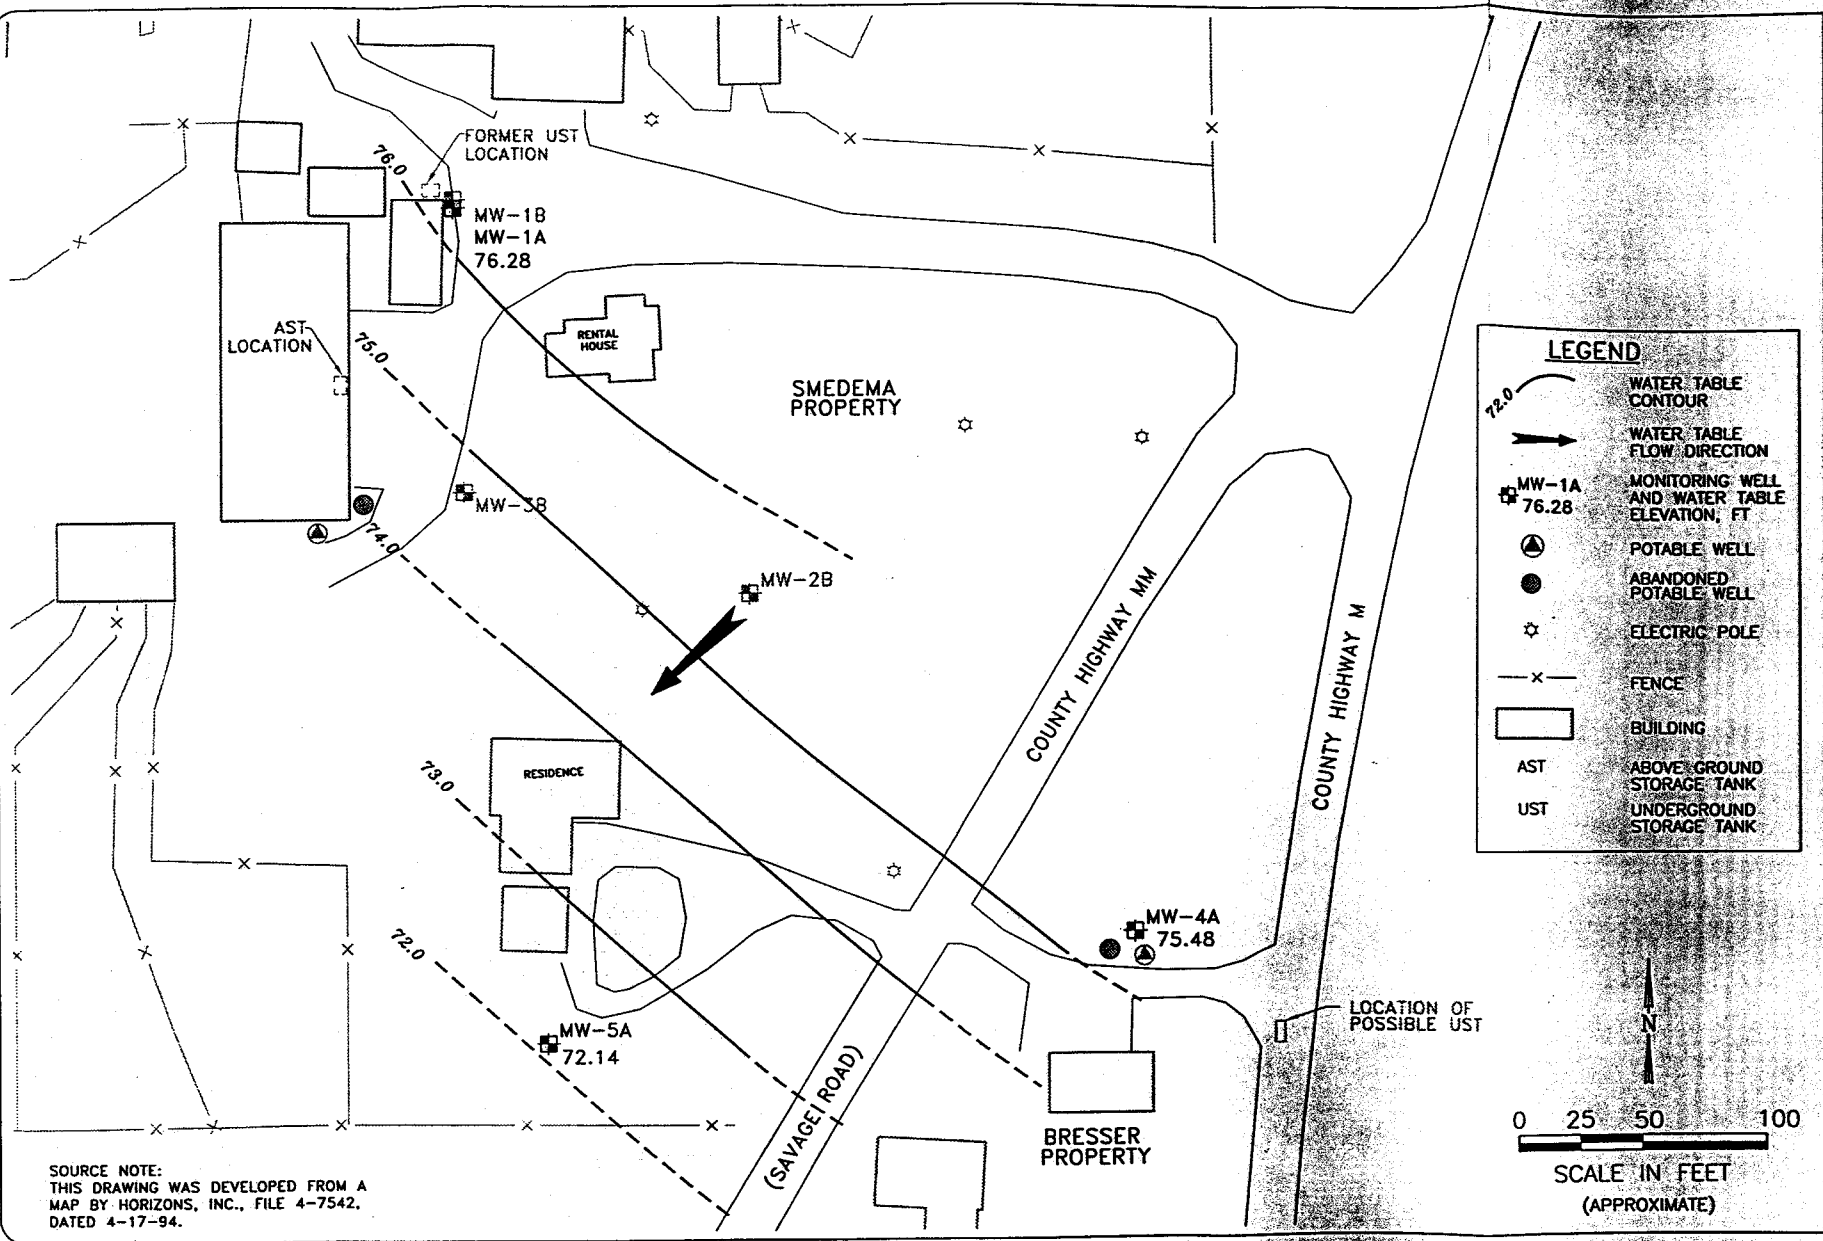 FORMER UST
LOCATION
76.0
MW-1B
MW-1A
76.28
AST
LOCATION
75.0
RENTAL
HOUSE
SMEDEMA
PROPERTY
MW-3B
74.0
MW-2B
COUNTY HIGHWAY MM
COUNTY HIGHWAY M
RESIDENCE
73.0
72.0
MW-4A
75.48
MW-5A
72.14
LOCATION OF
POSSIBLE UST
(SAVAGE ROAD)
BRESSER
PROPERTY
LEGEND
72.0
WATER TABLE
CONTOUR
WATER TABLE
FLOW DIRECTION
MW-1A
76.28
MONITORING WELL
AND WATER TABLE
ELEVATION, FT
POTABLE WELL
ABANDONED
POTABLE WELL
ELECTRIC POLE
FENCE
BUILDING
AST
ABOVE GROUND
STORAGE TANK
UST
UNDERGROUND
STORAGE TANK
N
0 25 50 100
SCALE IN FEET
(APPROXIMATE)
SOURCE NOTE:
THIS DRAWING WAS DEVELOPED FROM A
MAP BY HORIZONS, INC., FILE 4-7542,
DATED 4-17-94.